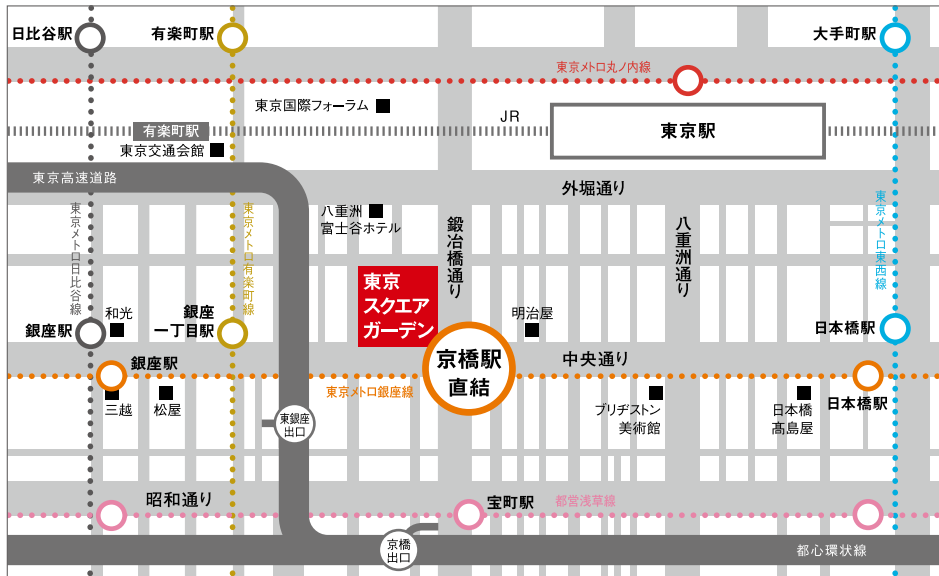 日比谷駅
有楽町駅
大手町駅
東京メトロ丸ノ内線
東京国際フォーラム
JR
東京駅
有楽町駅
東京交通会館
東京高速道路
外堀通り
東京メトロ日比谷線
東京メトロ有楽町線
八重洲
富士谷ホテル
鍛冶橋通り
八重洲通り
東京メトロ東西線
東京
スクエア
ガーデン
和光
銀座駅
銀座
一丁目駅
明治屋
日本橋駅
京橋駅
直結
中央通り
銀座駅
東京メトロ銀座線
三越
松屋
ブリヂストン
美術館
日本橋
髙島屋
日本橋駅
東銀座
出口
昭和通り
宝町駅
都営浅草線
京橋
出口
都心環状線